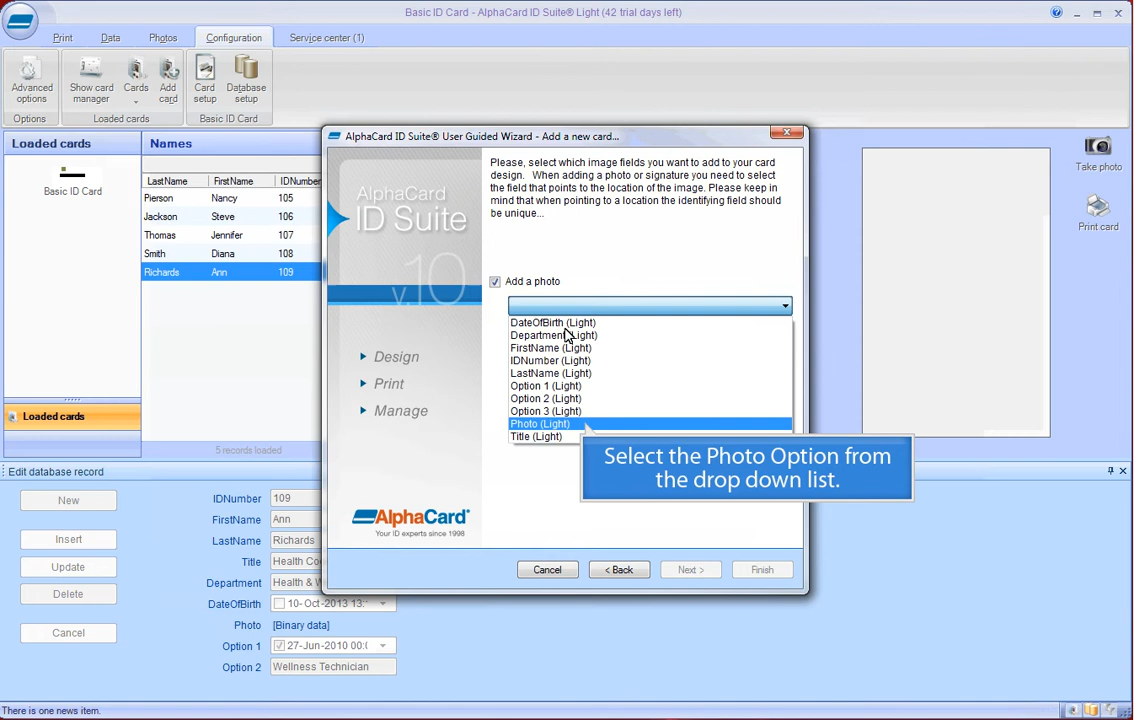 Basic ID Card - AlphaCard ID Suite® Light (42 trial days left)
Print Data Photos Configuration Service center (1)
Advanced options
Show card manager
Cards
Add card
Card setup
Database setup
Options Loaded cards Basic ID Card
Loaded cards
Basic ID Card
Loaded cards
Names
LastName FirstName IDNumber
Pierson Nancy 105
Jackson Steve 106
Thomas Jennifer 107
Smith Diana 108
Richards Ann 109
5 records loaded
AlphaCard ID Suite® User Guided Wizard - Add a new card...
AlphaCard
ID Suite
v.10
Design
Print
Manage
AlphaCard®
Your ID experts since 1998
Please, select which image fields you want to add to your card
design. When adding a photo or signature you need to select
the field that points to the location of the image. Please keep in
mind that when pointing to a location the identifying field should
be unique...
Add a photo
DateOfBirth (Light)
Department (Light)
FirstName (Light)
IDNumber (Light)
LastName (Light)
Option 1 (Light)
Option 2 (Light)
Option 3 (Light)
Photo (Light)
Title (Light)
Select the Photo Option from
the drop down list.
Cancel < Back Next > Finish
Take photo
Print card
Edit database record
New
Insert
Update
Delete
Cancel
IDNumber 109
FirstName Ann
LastName Richards
Title Health Co
Department Health & W
DateOfBirth 10-Oct-2013 13:
Photo [Binary data]
Option 1 27-Jun-2010 00:(
Option 2 Wellness Technician
There is one news item.